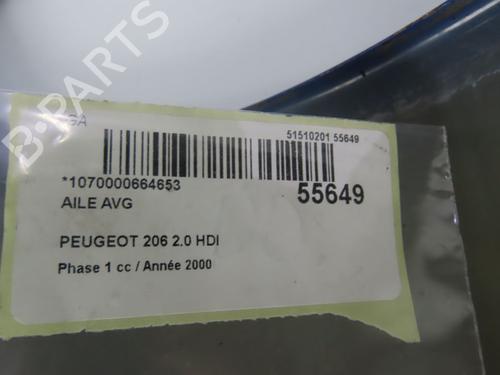 B-PARTS
51510201 55649
*1070000664653
55649
AILE AVG
PEUGEOT 206 2.0 HDI
Phase 1 cc / Année 2000